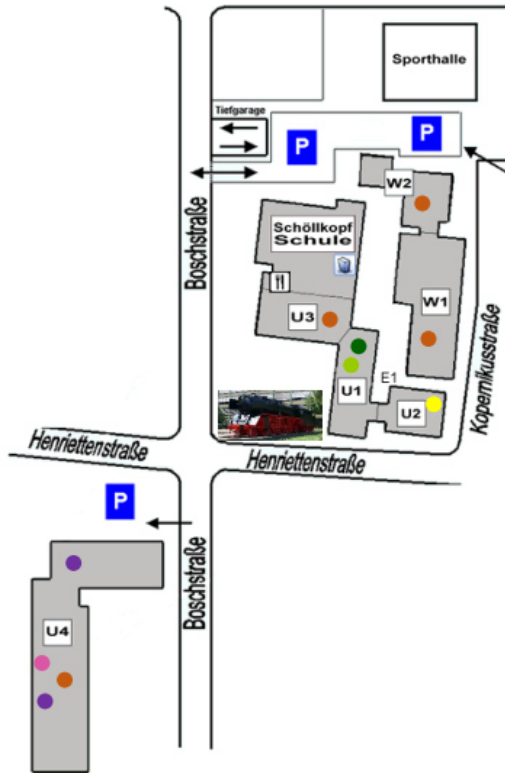 Sporthalle
Tiefgarage
P
P
W2
Boschstraße
Schöllkopf
Schule
U3
W1
Kopernikusstraße
E1
U1
U2
Henriettenstraße
Henriettenstraße
P
Boschstraße
U4